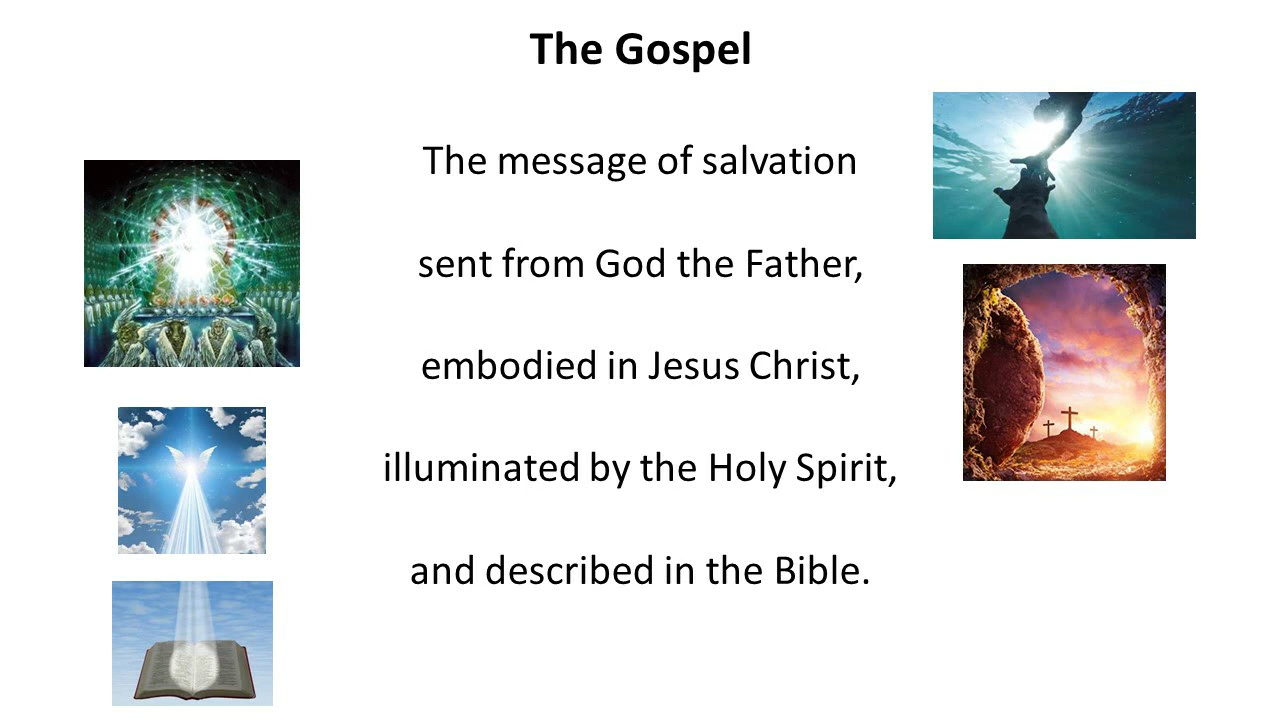 The Gospel
The message of salvation
sent from God the Father,
embodied in Jesus Christ,
illuminated by the Holy Spirit,
and described in the Bible.